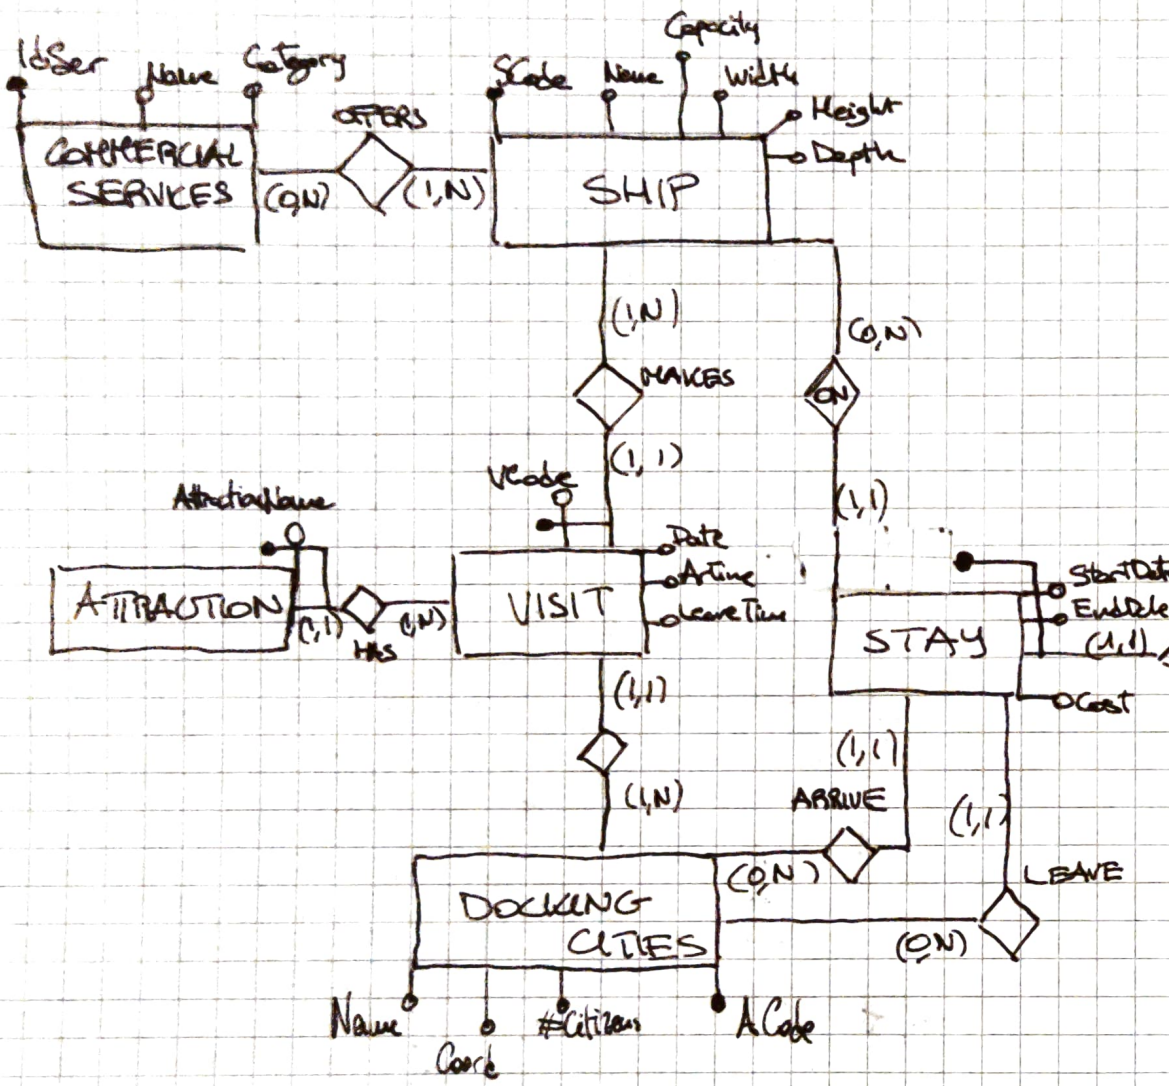 Capacity
IdSer
Name
Category
SCode
Name
Width
Height
OFFERS
Depth
COMMERCIAL
SERVICES
(0,N)
(1,N)
SHIP
(1,N)
(0,N)
MAKES
ON
(1,1)
VCode
(1,1)
AttractionName
Date
ArTime
LeaveTime
StartDate
EndDate
ATTRACTION
(1,1)
HAS
(1,N)
VISIT
STAY
(1,1)
Cost
(1,1)
(1,1)
(1,N)
ARRIVE
(1,1)
(0,N)
LEAVE
DOCKING
CITIES
(0,N)
Name
Coord
#Citizens
ACode